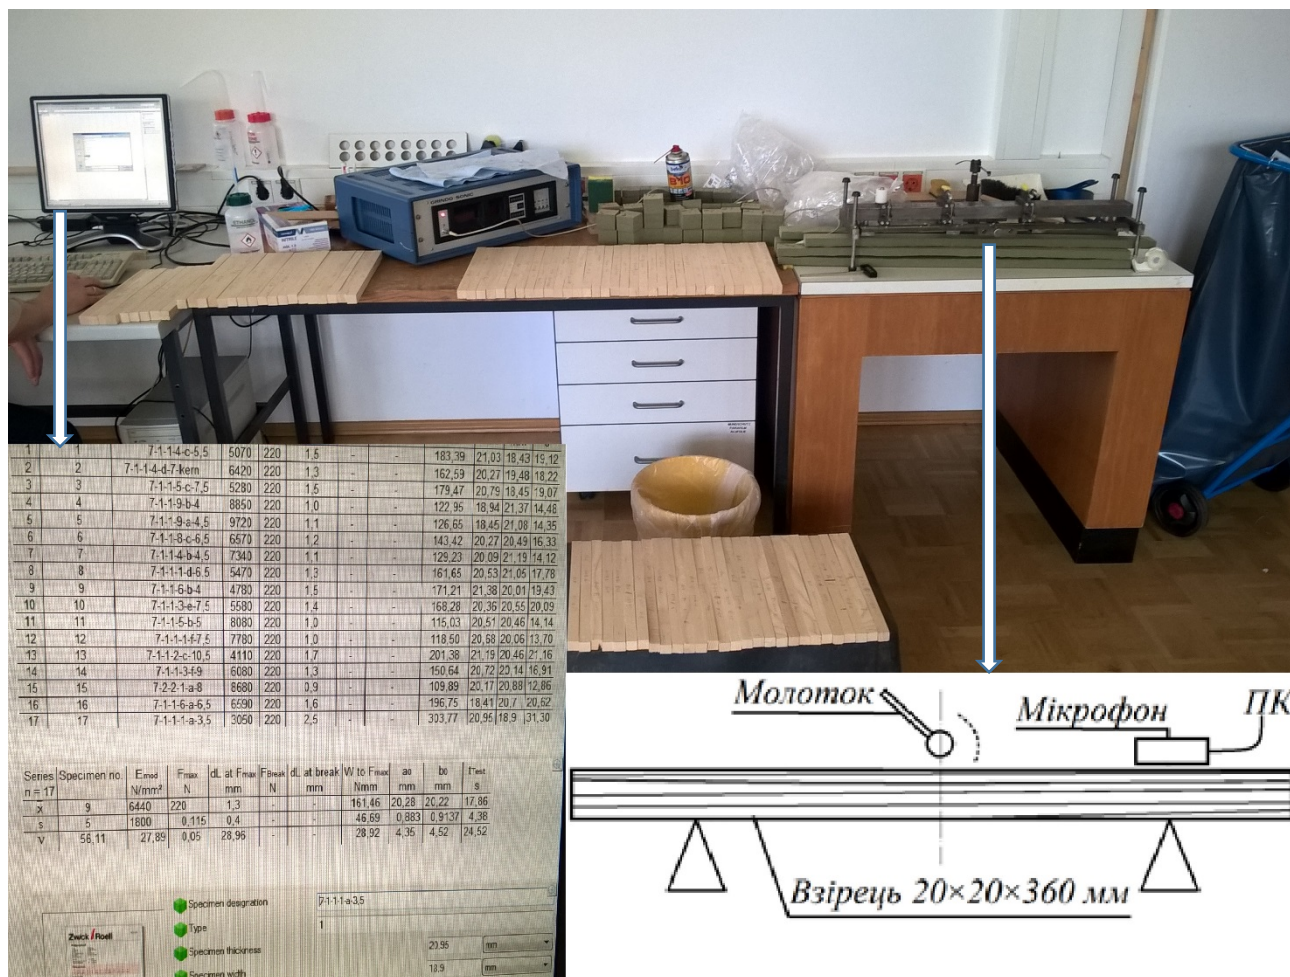 GRINDO SONIC
NITRILE
1 1 7-1-1-4-c-5,5 5070 220 1,5 - - 183,39 21,03 18,43 19,12
2 2 7-1-1-4-d-7-kern 6420 220 1,3 - - 162,59 20,27 19,48 18,22
3 3 7-1-1-5-c-7,5 5280 220 1,5 - - 179,47 20,79 18,45 19,07
4 4 7-1-1-9-b-4 8850 220 1,0 - - 122,95 18,94 21,37 14,48
5 5 7-1-1-9-a-4,5 9720 220 1,1 - - 126,65 18,45 21,08 14,35
6 6 7-1-1-8-c-6,5 6570 220 1,2 - - 143,42 20,27 20,49 16,33
7 7 7-1-1-4-b-4,5 7340 220 1,1 - - 129,23 20,09 21,19 14,12
8 8 7-1-1-1-d-6,5 5470 220 1,3 - - 161,65 20,53 21,05 17,78
9 9 7-1-1-6-b-4 4780 220 1,5 - - 171,21 21,38 20,01 19,43
10 10 7-1-1-3-e-7,5 5580 220 1,4 - - 168,28 20,36 20,55 20,09
11 11 7-1-1-5-b-5 8080 220 1,0 - - 115,03 20,51 20,46 14,14
12 12 7-1-1-1-f-7,5 7780 220 1,0 - - 118,50 20,68 20,06 13,70
13 13 7-1-1-2-c-10,5 4110 220 1,7 - - 201,38 21,19 20,46 21,16
14 14 7-1-1-3-f-9 6080 220 1,3 - - 150,64 20,72 20,14 16,91
15 15 7-2-2-1-a-8 8680 220 0,9 - - 109,89 20,17 20,88 12,86
16 16 7-1-1-6-a-6,5 6590 220 1,6 - - 196,75 18,41 20,7 20,62
17 17 7-1-1-1-a-3,5 3050 220 2,5 - - 303,77 20,95 18,9 31,30
Series Specimen no. Emod Fmax dL at Fmax FBreak dL at break W to Fmax a0 b0 tTest
n = 17 N/mm² N mm N mm Nmm mm mm s
x̄ 9 6440 220 1,3 - - 161,46 20,28 20,22 17,86
s 5 1800 0,115 0,4 - - 46,69 0,883 0,9137 4,38
v 56,11 27,89 0,05 28,96 - - 28,92 4,35 4,52 24,52
Specimen designation 7-1-1-1-a-3,5
Type 1
Specimen thickness 20,95 mm
Specimen width 18,9 mm
Zwick / Roell
Молоток
Мікрофон
ПК
Взірець 20×20×360 мм